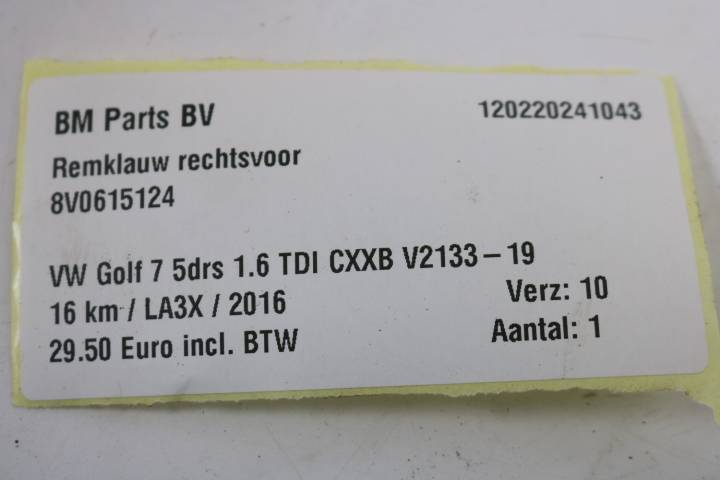 BM Parts BV 120220241043
Remklauw rechtsvoor
8V0615124
VW Golf 7 5drs 1.6 TDI CXXB V2133-19
16 km / LA3X / 2016 Verz: 10
29.50 Euro incl. BTW Aantal: 1